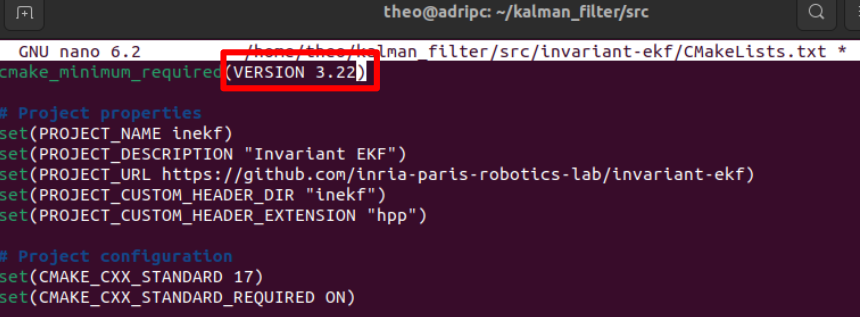 theo@adripc: ~/kalman_filter/src
GNU nano 6.2 /home/theo/kalman_filter/src/invariant-ekf/CMakeLists.txt *
cmake_minimum_required(VERSION 3.22)
# Project properties
set(PROJECT_NAME inekf)
set(PROJECT_DESCRIPTION "Invariant EKF")
set(PROJECT_URL https://github.com/inria-paris-robotics-lab/invariant-ekf)
set(PROJECT_CUSTOM_HEADER_DIR "inekf")
set(PROJECT_CUSTOM_HEADER_EXTENSION "hpp")
# Project configuration
set(CMAKE_CXX_STANDARD 17)
set(CMAKE_CXX_STANDARD_REQUIRED ON)